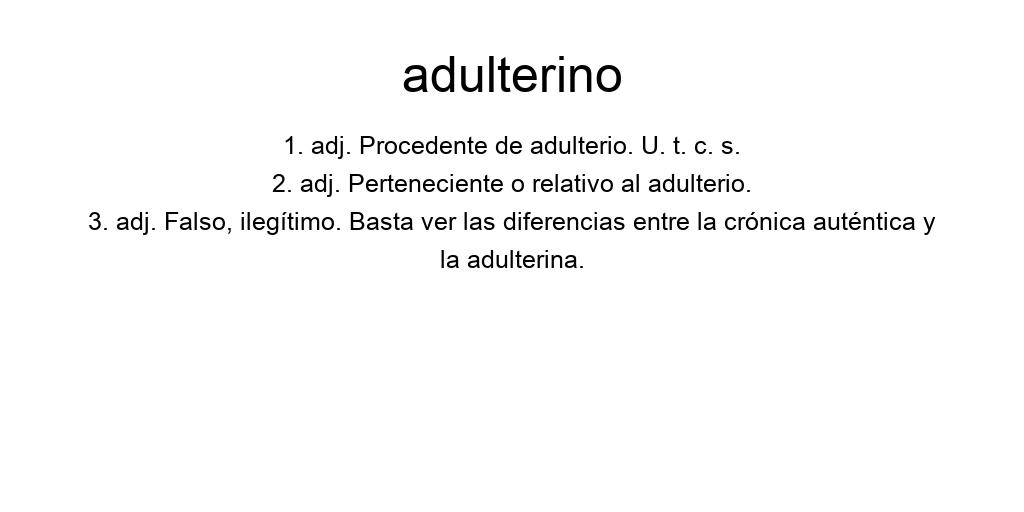 adulterino
1. adj. Procedente de adulterio. U. t. c. s.
2. adj. Perteneciente o relativo al adulterio.
3. adj. Falso, ilegítimo. Basta ver las diferencias entre la crónica auténtica y
la adulterina.